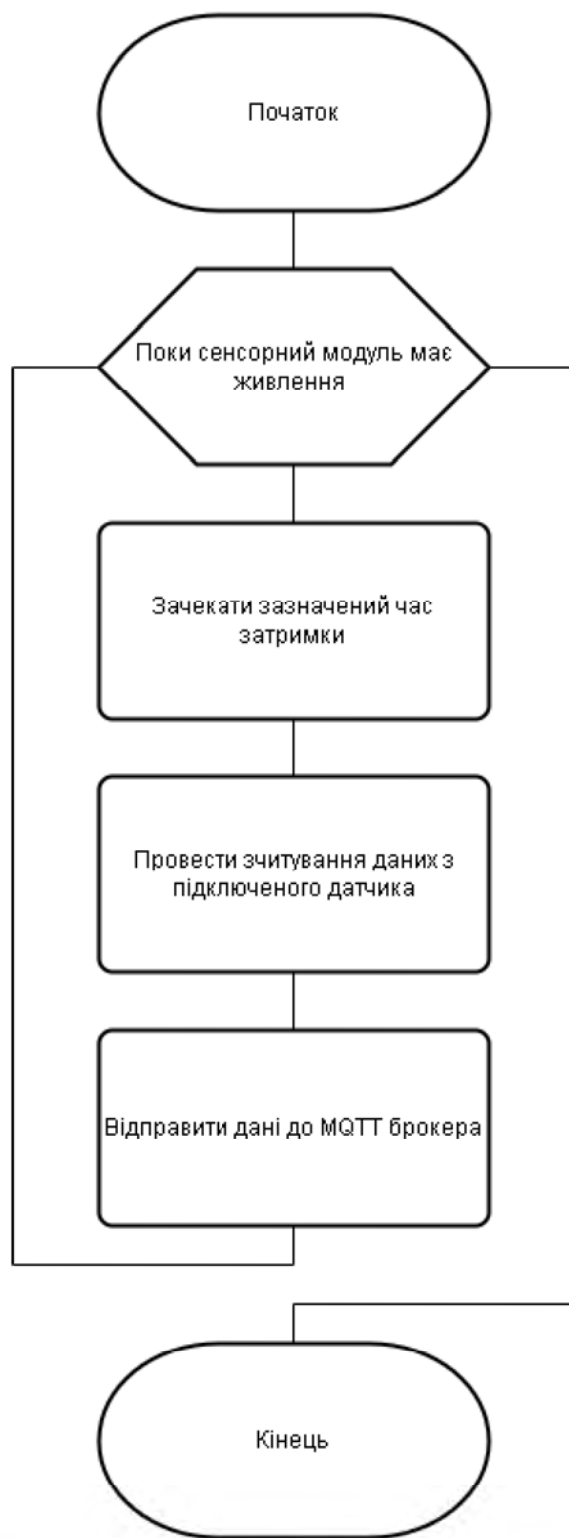 Початок
Поки сенсорний модуль має
живлення
Зачекати зазначений час
затримки
Провести зчитування даних з
підключеного датчика
Відправити дані до MQTT брокера
Кінець